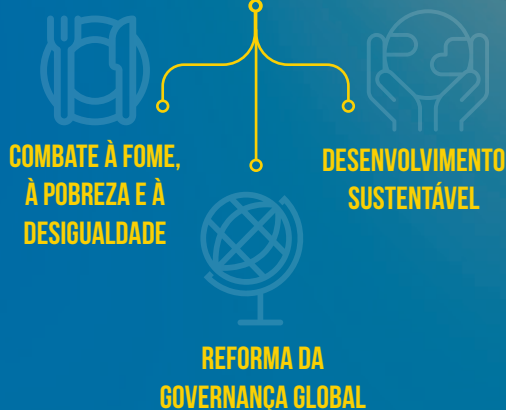 COMBATE À FOME,
À POBREZA E À
DESIGUALDADE
DESENVOLVIMENTO
SUSTENTÁVEL
REFORMA DA
GOVERNANÇA GLOBAL